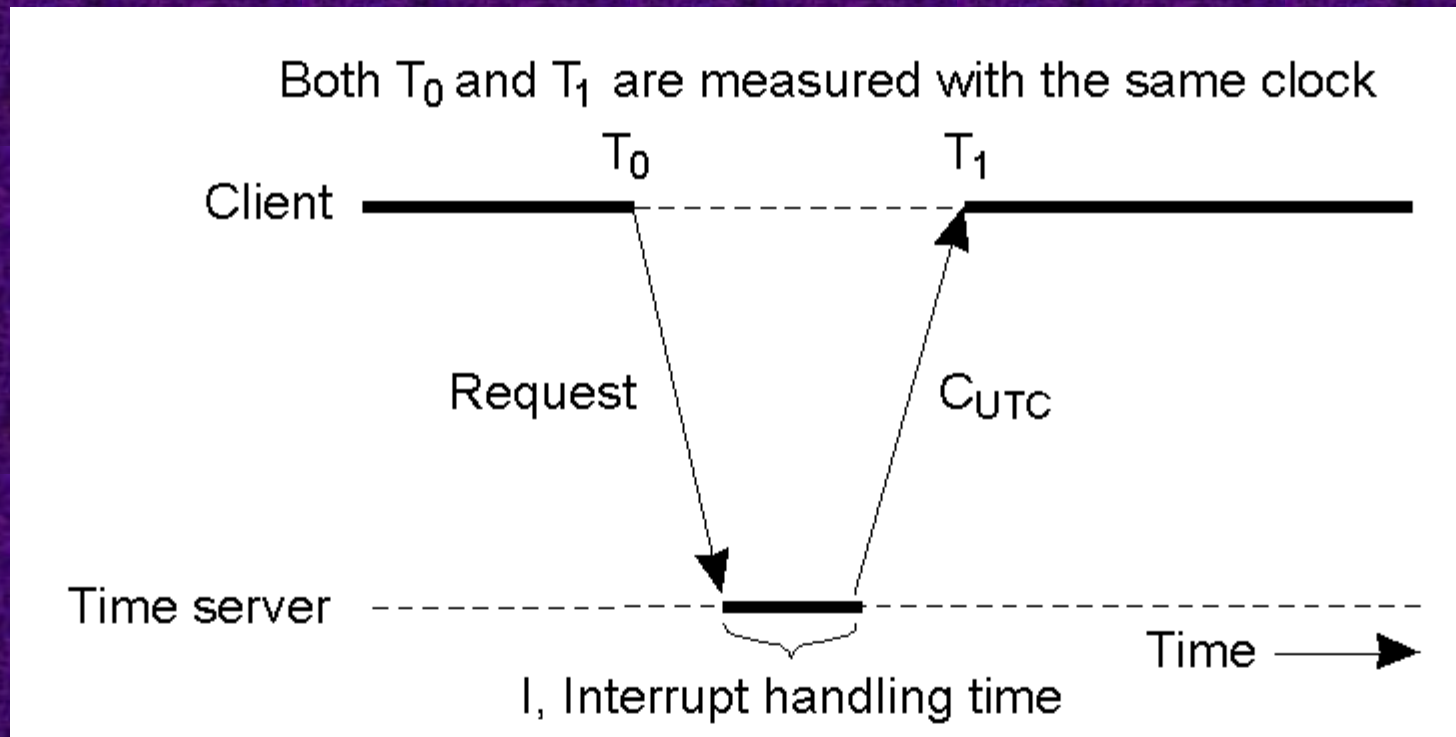 Both T₀ and T₁ are measured with the same clock
T₀ T₁
Client
Request C_UTC
Time server
Time
I, Interrupt handling time